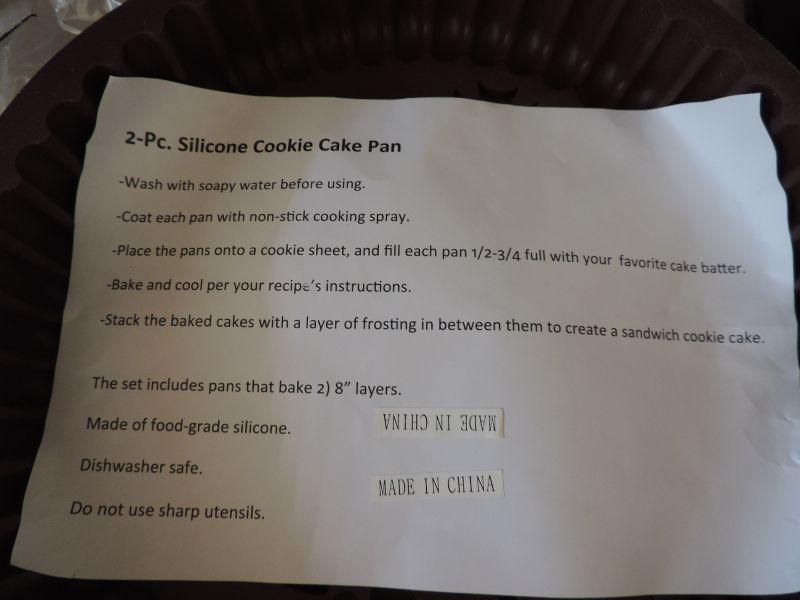 2-Pc. Silicone Cookie Cake Pan
-Wash with soapy water before using.
-Coat each pan with non-stick cooking spray.
-Place the pans onto a cookie sheet, and fill each pan 1/2-3/4 full with your favorite cake batter.
-Bake and cool per your recipe's instructions.
-Stack the baked cakes with a layer of frosting in between them to create a sandwich cookie cake.
The set includes pans that bake 2) 8" layers.
Made of food-grade silicone.
MADE IN CHINA
Dishwasher safe.
MADE IN CHINA
Do not use sharp utensils.